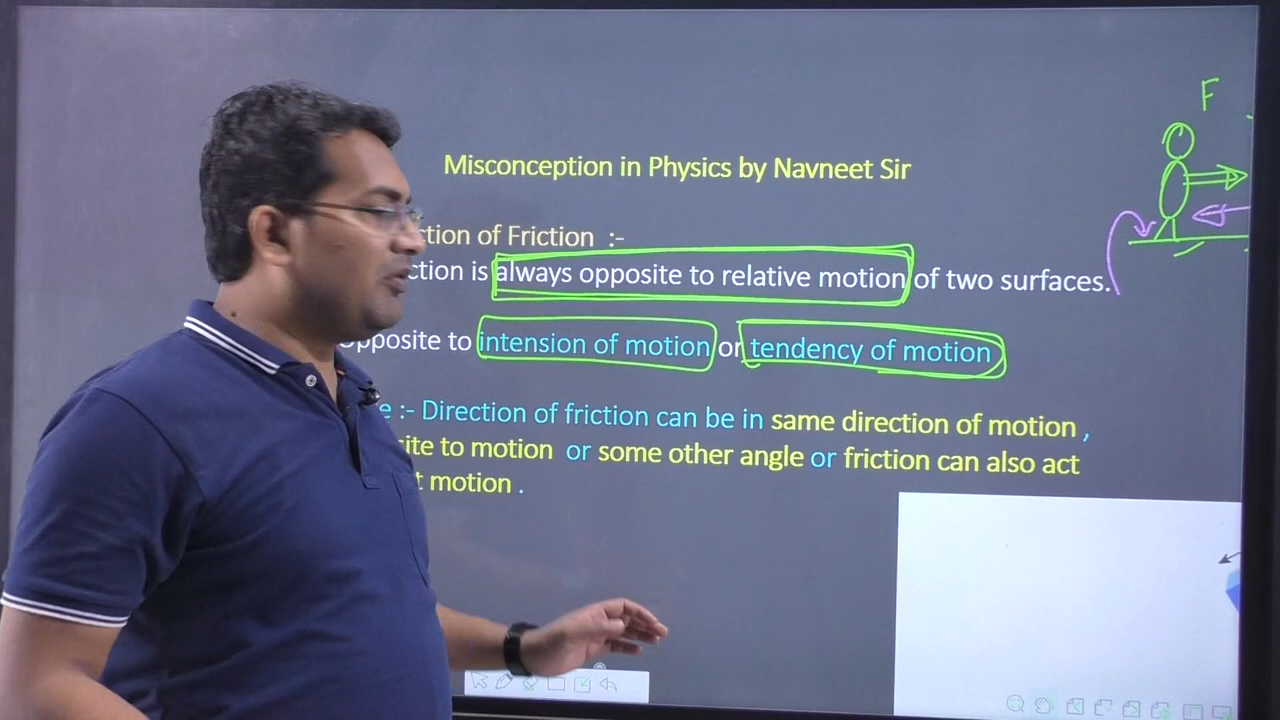 F
Misconception in Physics by Navneet Sir
ction of Friction :-
ction is always opposite to relative motion of two surfaces.
pposite to intension of motion or tendency of motion
e :- Direction of friction can be in same direction of motion ,
ite to motion or some other angle or friction can also act
t motion .